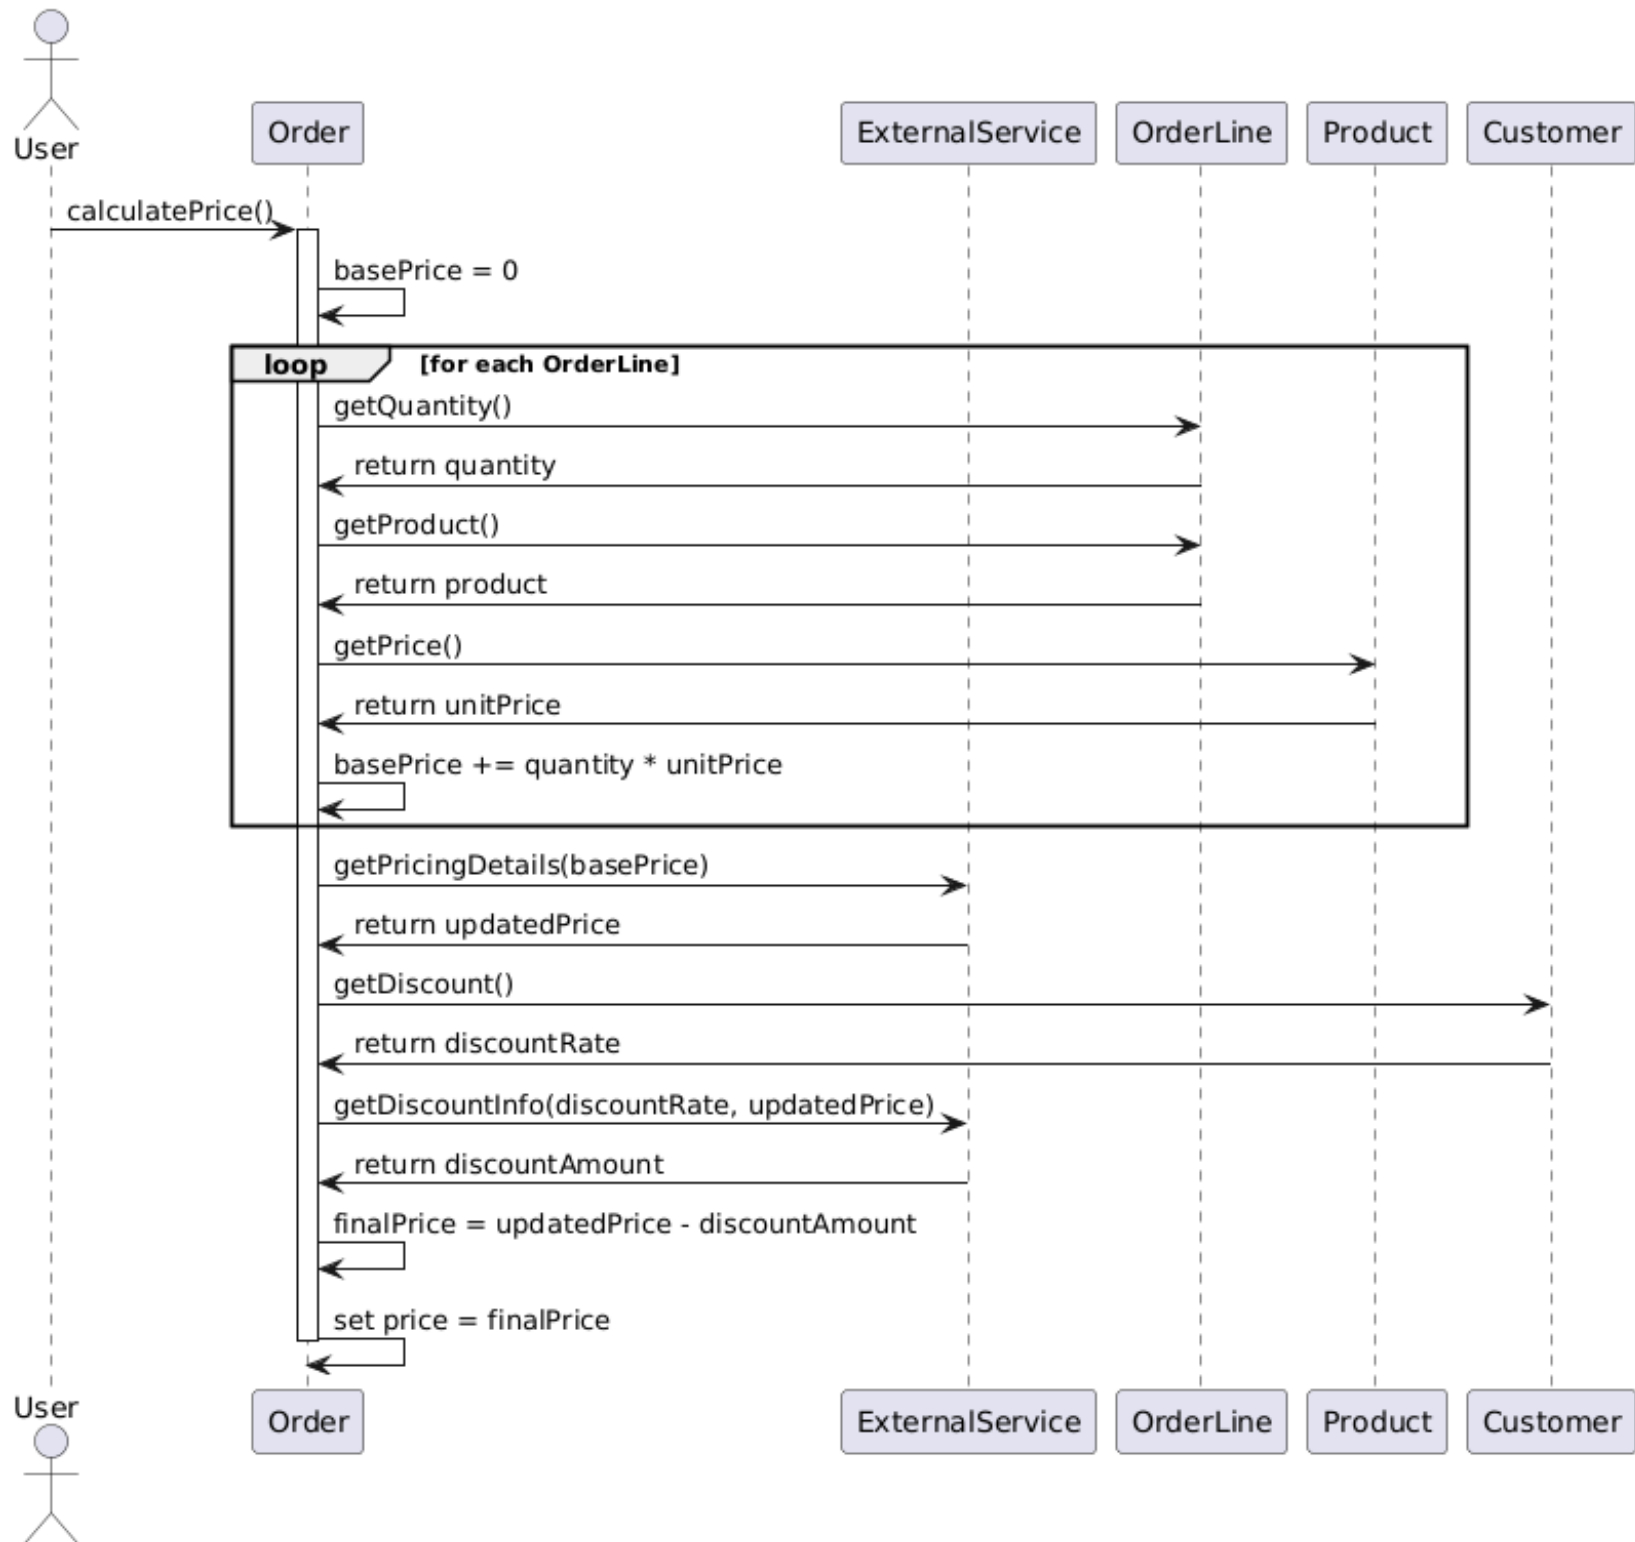 User
Order
ExternalService
OrderLine
Product
Customer
calculatePrice()
basePrice = 0
loop
[for each OrderLine]
getQuantity()
return quantity
getProduct()
return product
getPrice()
return unitPrice
basePrice += quantity * unitPrice
getPricingDetails(basePrice)
return updatedPrice
getDiscount()
return discountRate
getDiscountInfo(discountRate, updatedPrice)
return discountAmount
finalPrice = updatedPrice - discountAmount
set price = finalPrice
User
Order
ExternalService
OrderLine
Product
Customer